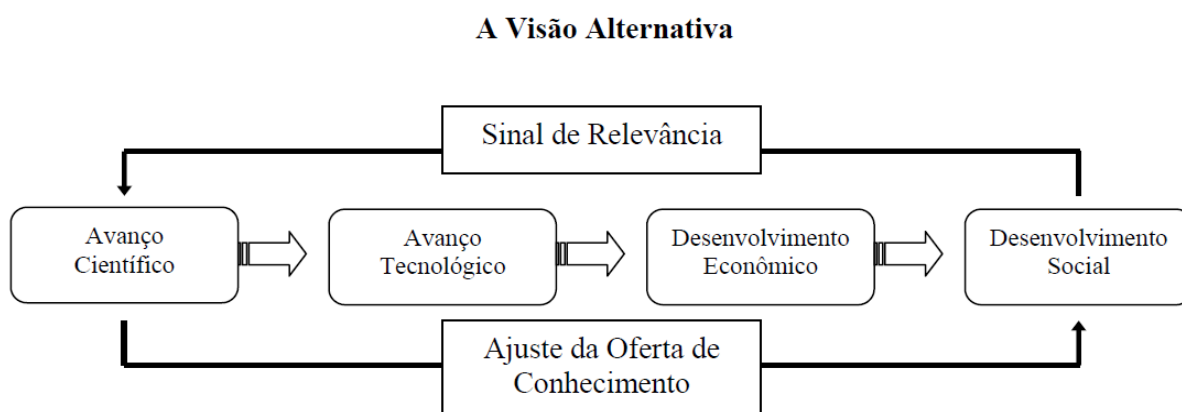 A Visão Alternativa
Sinal de Relevância
Avanço
Científico
Avanço
Tecnológico
Desenvolvimento
Econômico
Desenvolvimento
Social
Ajuste da Oferta de
Conhecimento